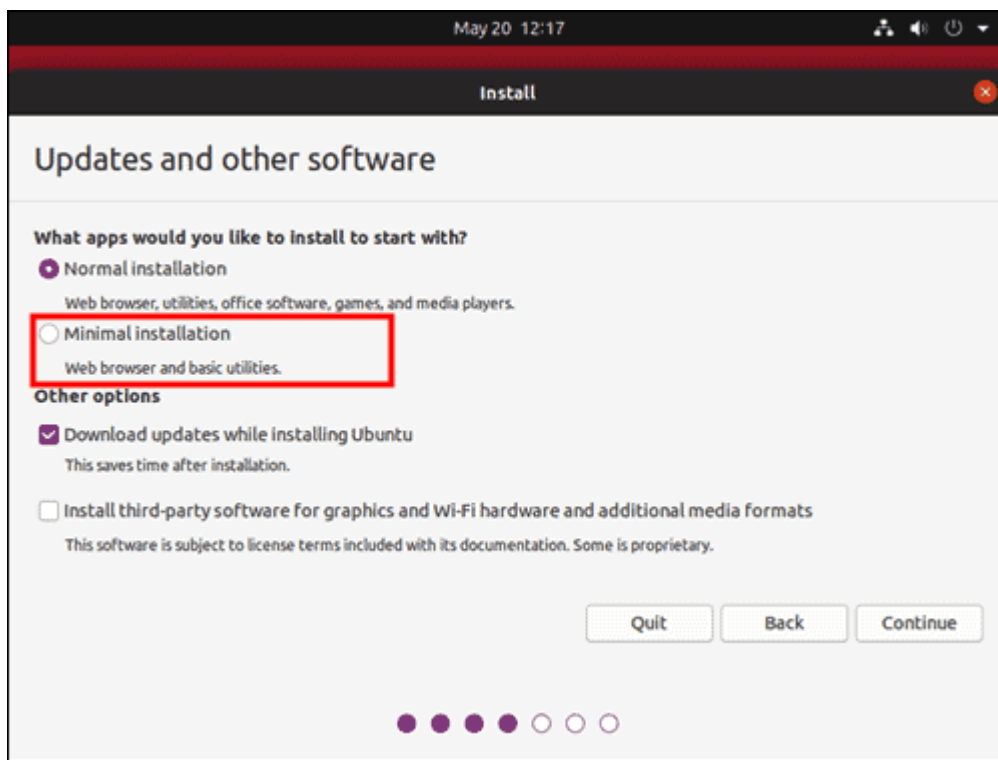 May 20 12:17
Install
Updates and other software
What apps would you like to install to start with?
Normal installation
Web browser, utilities, office software, games, and media players.
Minimal installation
Web browser and basic utilities.
Other options
Download updates while installing Ubuntu
This saves time after installation.
Install third-party software for graphics and Wi-Fi hardware and additional media formats
This software is subject to license terms included with its documentation. Some is proprietary.
Quit Back Continue